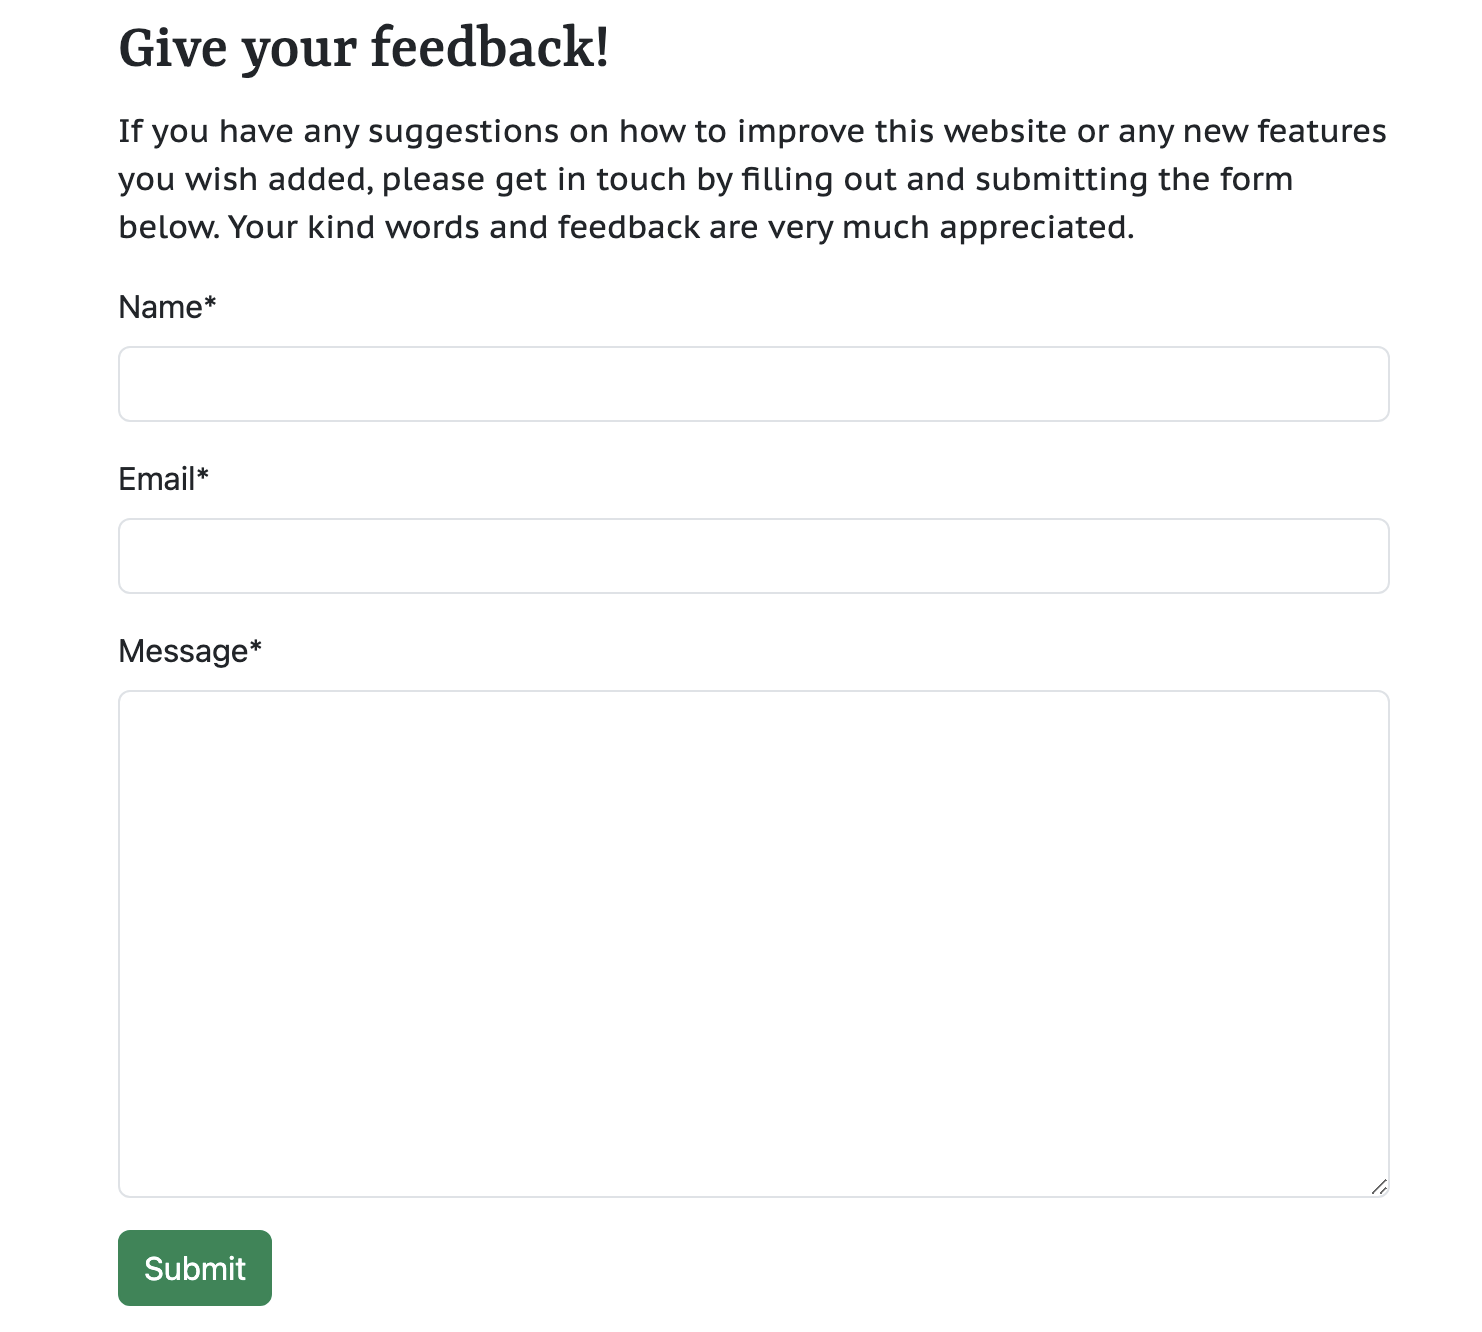 Give your feedback!
If you have any suggestions on how to improve this website or any new features
you wish added, please get in touch by filling out and submitting the form
below. Your kind words and feedback are very much appreciated.
Name*
Email*
Message*
Submit